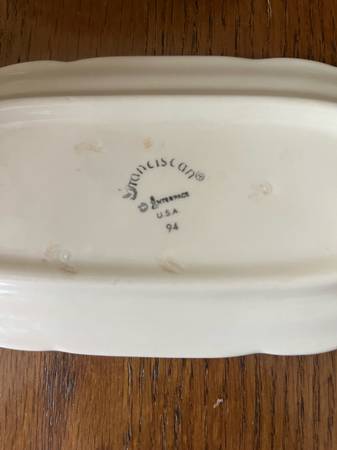 Franciscan®
© INTERPACE
U.S.A.
94